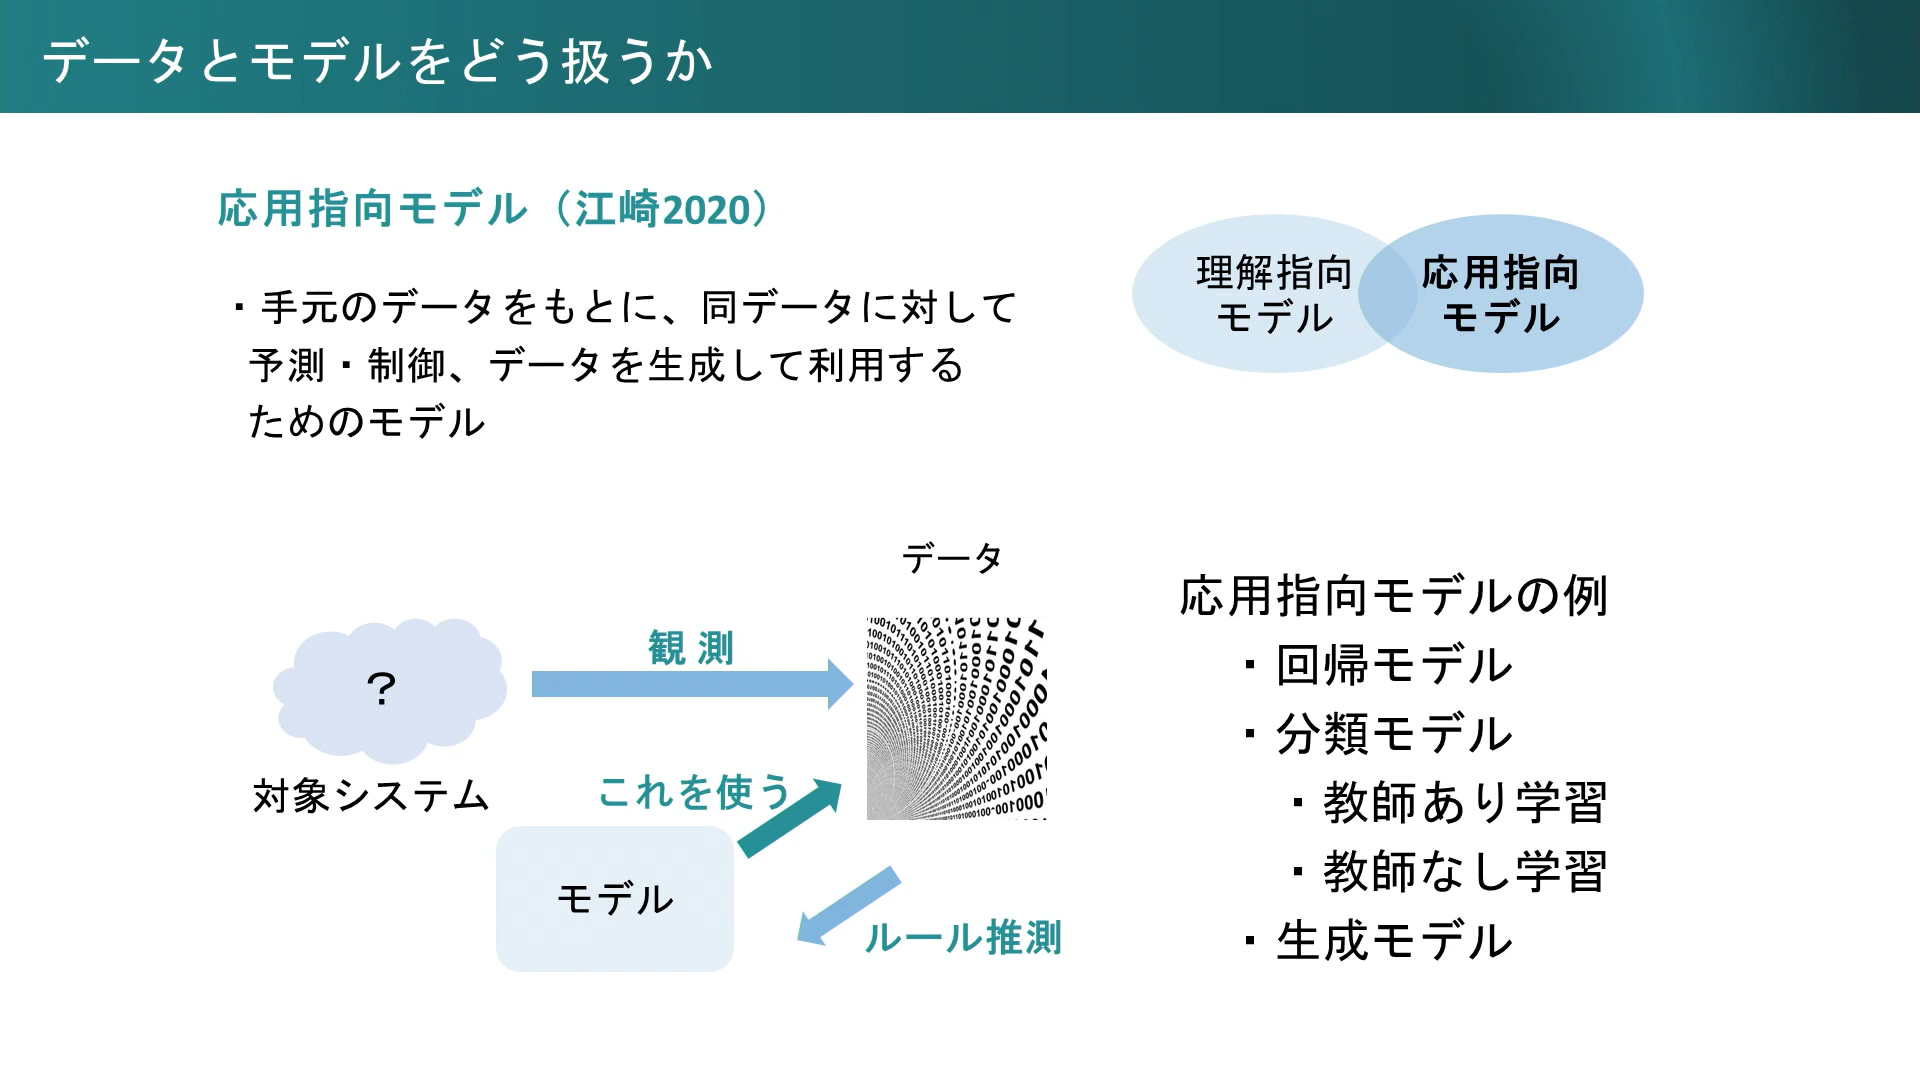 データとモデルをどう扱うか
応用指向モデル（江崎2020）
・手元のデータをもとに、同データに対して
予測・制御、データを生成して利用する
ためのモデル
理解指向
モデル
応用指向
モデル
データ
観 測
？
対象システム
これを使う
モデル
ルール推測
応用指向モデルの例
・回帰モデル
・分類モデル
・教師あり学習
・教師なし学習
・生成モデル